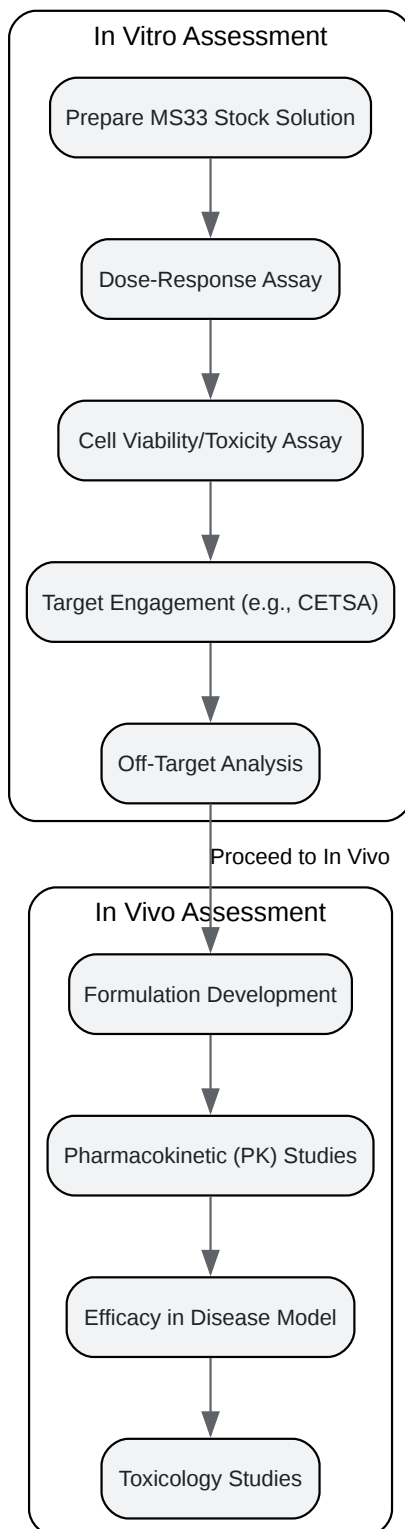 In Vitro Assessment
Prepare MS33 Stock Solution
Dose-Response Assay
Cell Viability/Toxicity Assay
Target Engagement (e.g., CETSA)
Off-Target Analysis
Proceed to In Vivo
In Vivo Assessment
Formulation Development
Pharmacokinetic (PK) Studies
Efficacy in Disease Model
Toxicology Studies